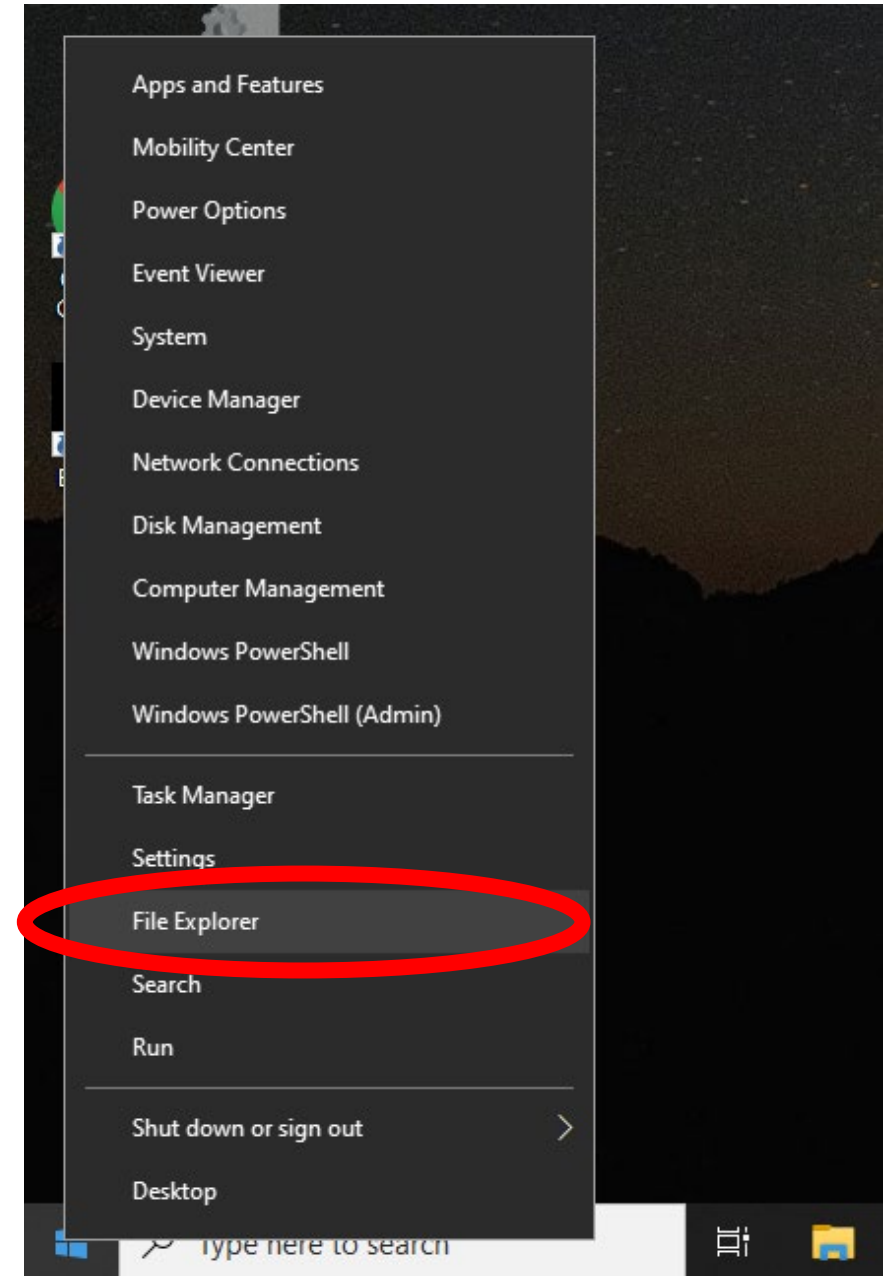 Apps and Features
Mobility Center
Power Options
Event Viewer
System
Device Manager
Network Connections
Disk Management
Computer Management
Windows PowerShell
Windows PowerShell (Admin)
Task Manager
Settings
File Explorer
Search
Run
Shut down or sign out
Desktop
Type here to search